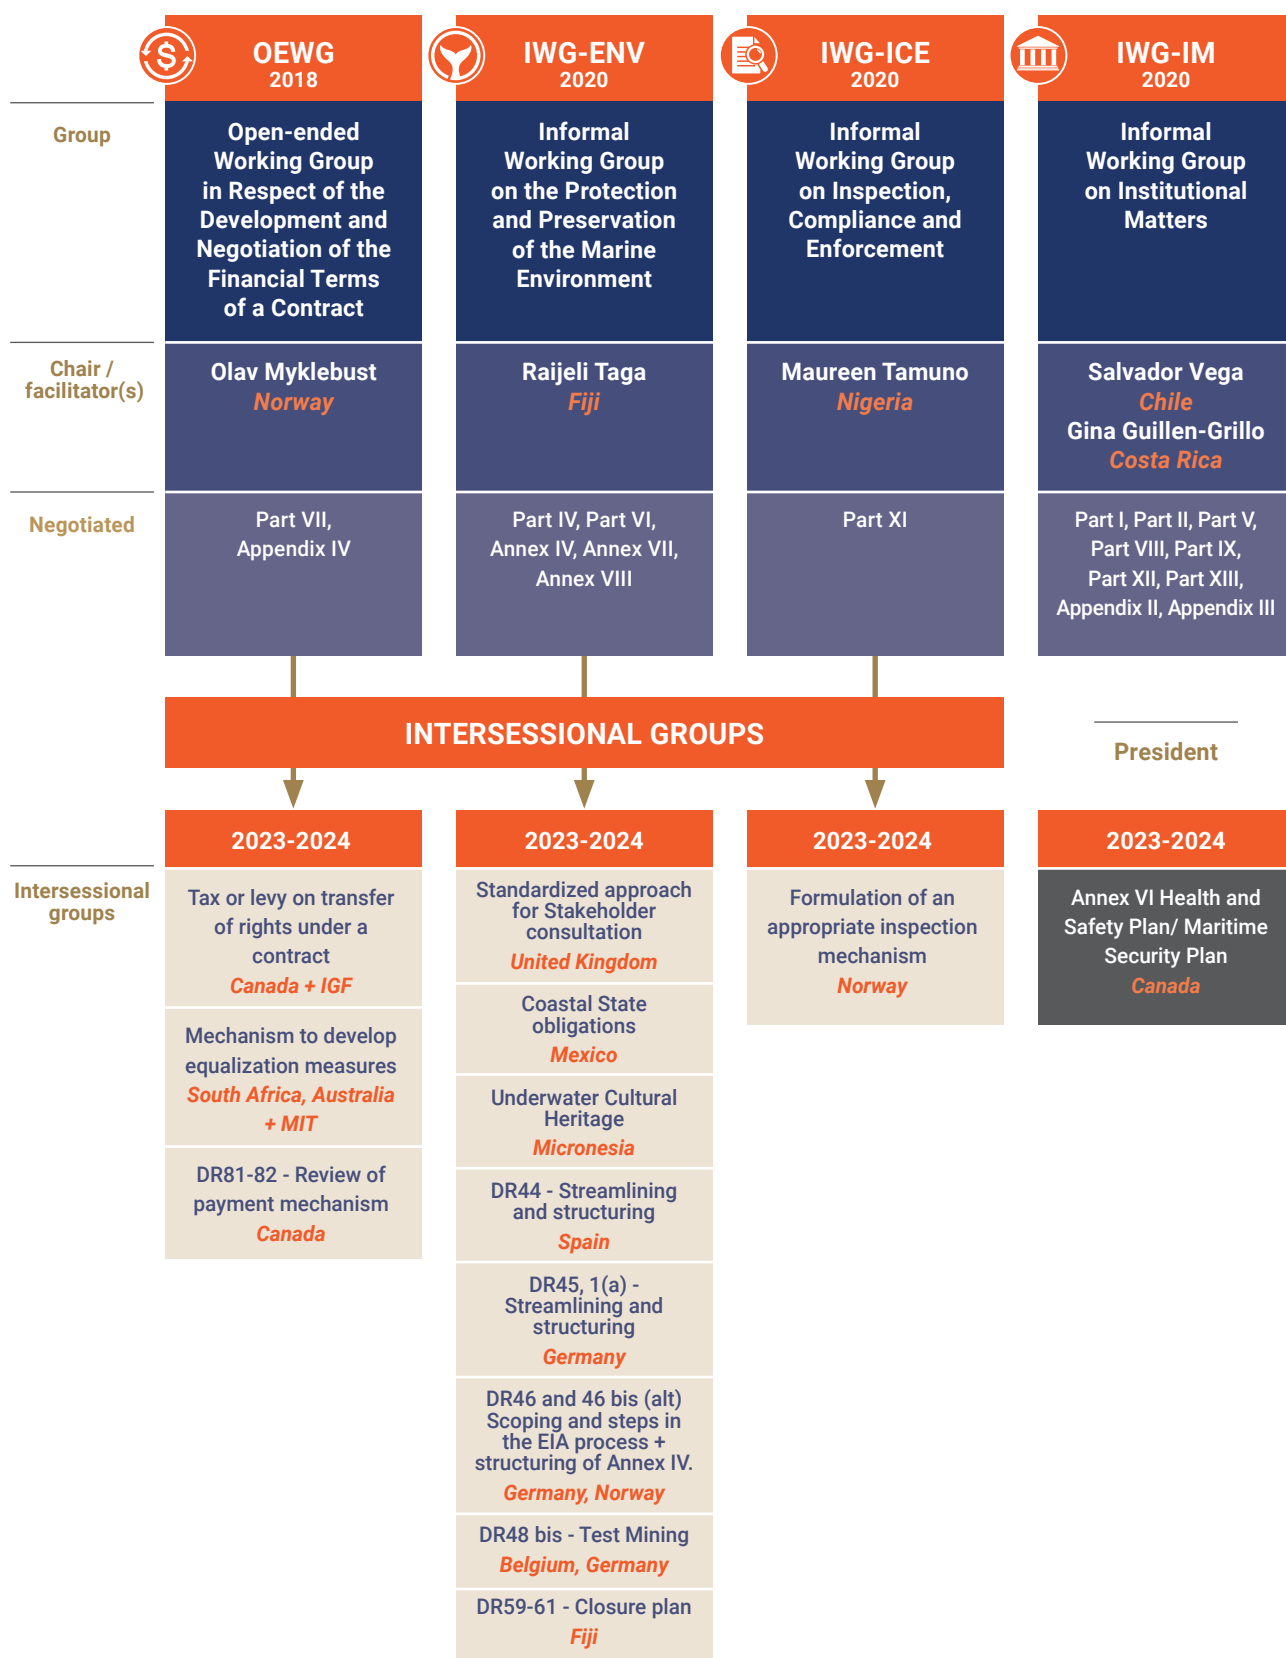 OEWG
2018
IWG-ENV
2020
IWG-ICE
2020
IWG-IM
2020
Group
Open-ended
Working Group
in Respect of the
Development and
Negotiation of the
Financial Terms
of a Contract
Informal
Working Group
on the Protection
and Preservation
of the Marine
Environment
Informal
Working Group
on Inspection,
Compliance and
Enforcement
Informal
Working Group
on Institutional
Matters
Chair /
facilitator(s)
Olav Myklebust
Norway
Raijeli Taga
Fiji
Maureen Tamuno
Nigeria
Salvador Vega
Chile
Gina Guillen-Grillo
Costa Rica
Negotiated
Part VII,
Appendix IV
Part IV, Part VI,
Annex IV, Annex VII,
Annex VIII
Part XI
Part I, Part II, Part V,
Part VIII, Part IX,
Part XII, Part XIII,
Appendix II, Appendix III
INTERSESSIONAL GROUPS
President
2023-2024
2023-2024
2023-2024
2023-2024
Intersessional
groups
Tax or levy on transfer
of rights under a
contract
Canada + IGF
Mechanism to develop
equalization measures
South Africa, Australia
+ MIT
DR81-82 - Review of
payment mechanism
Canada
Standardized approach
for Stakeholder
consultation
United Kingdom
Coastal State
obligations
Mexico
Underwater Cultural
Heritage
Micronesia
DR44 - Streamlining
and structuring
Spain
DR45, 1(a) -
Streamlining and
structuring
Germany
DR46 and 46 bis (alt)
Scoping and steps in
the EIA process +
structuring of Annex IV.
Germany, Norway
DR48 bis - Test Mining
Belgium, Germany
DR59-61 - Closure plan
Fiji
Formulation of an
appropriate inspection
mechanism
Norway
Annex VI Health and
Safety Plan/ Maritime
Security Plan
Canada